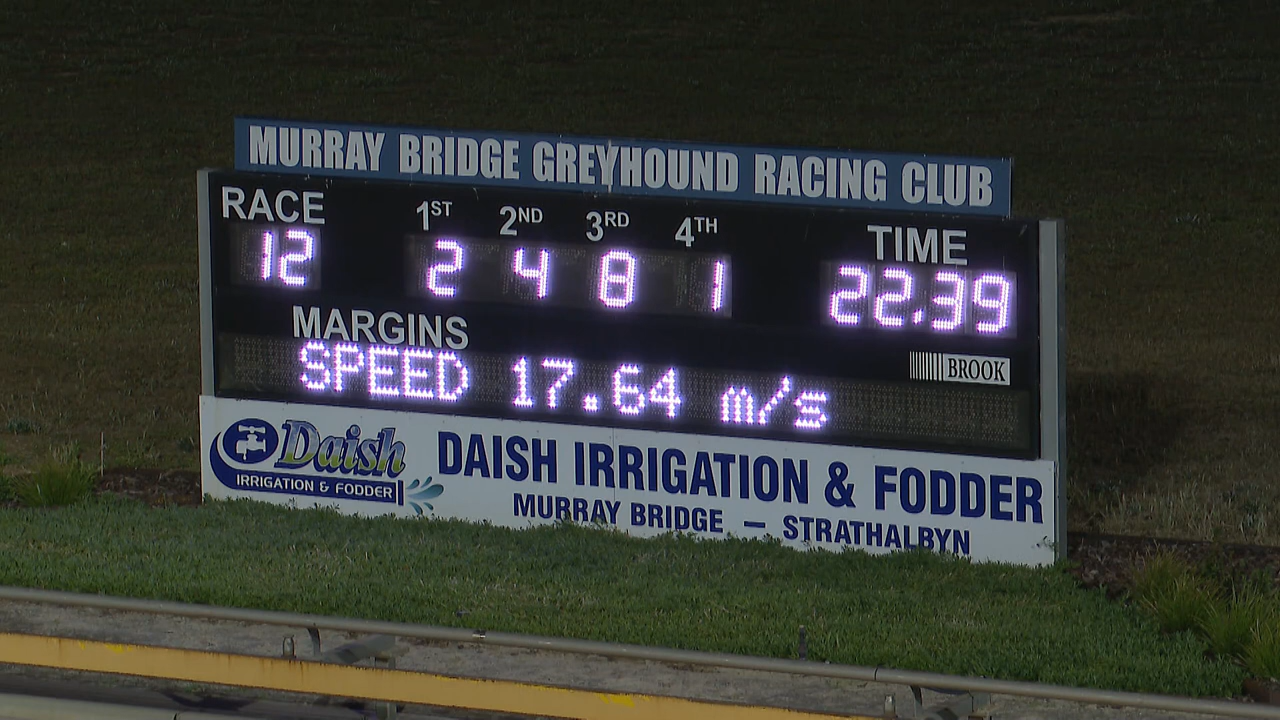 MURRAY BRIDGE GREYHOUND RACING CLUB
RACE 1ST 2ND 3RD 4TH TIME
12 2 4 8 1 22.39
MARGINS
BROOK
SPEED 17.64 m/s
Daish
IRRIGATION & FODDER
DAISH IRRIGATION & FODDER
MURRAY BRIDGE — STRATHALBYN